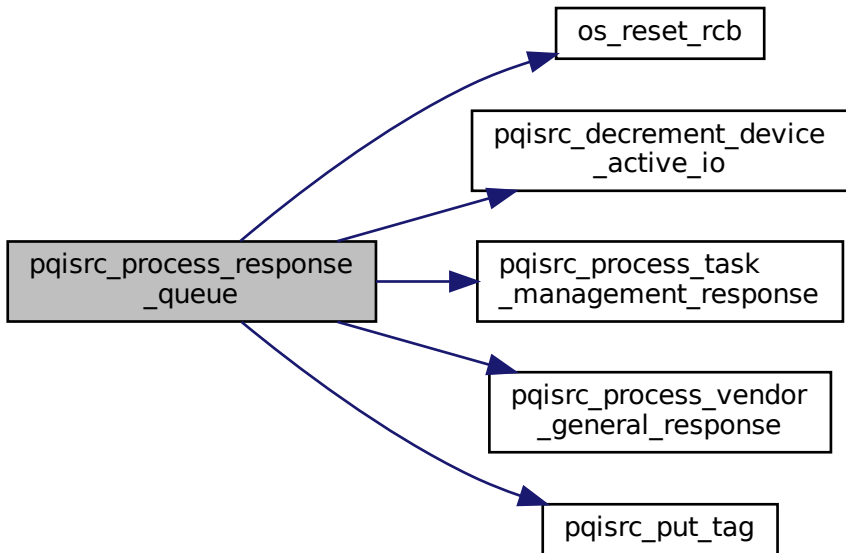 os_reset_rcb
pqisrc_decrement_device
_active_io
pqisrc_process_response
_queue
pqisrc_process_task
_management_response
pqisrc_process_vendor
_general_response
pqisrc_put_tag